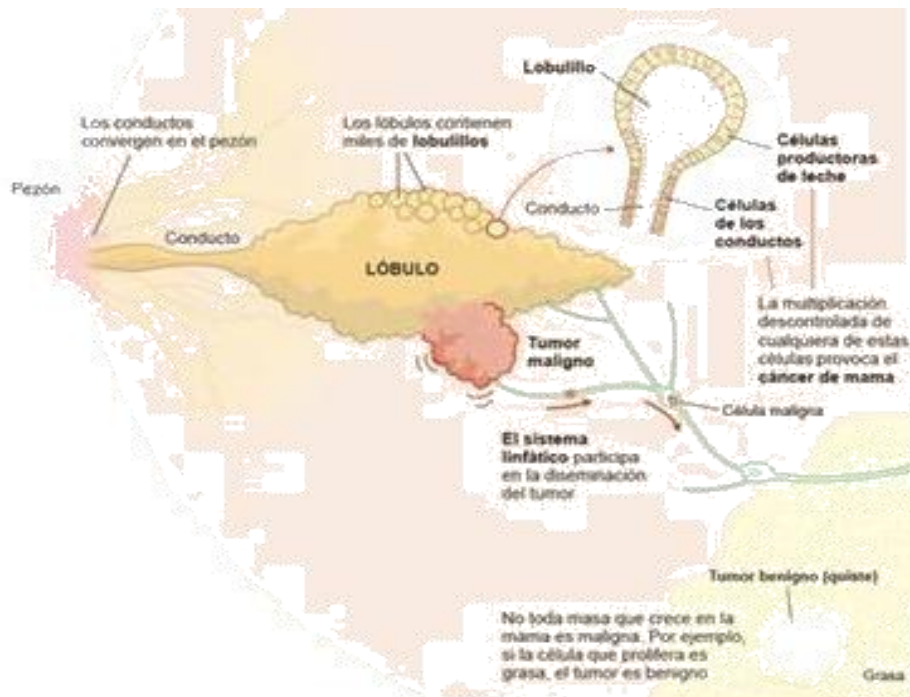 Lobulillo
Los conductos
convergen en el pezón
Los lóbulos contienen
miles de lobulillos
Células
productoras
de leche
Pezón
Conducto
Conducto
Células
de los
conductos
LÓBULO
La multiplicación
descontrolada de
cualquiera de estas
células provoca el
cáncer de mama
Tumor
maligno
Célula maligna
El sistema
linfático participa
en la diseminación
del tumor
Tumor benigno (quiste)
No toda masa que crece en la
mama es maligna. Por ejemplo,
si la célula que prolifera es
grasa, el tumor es benigno
Grasa